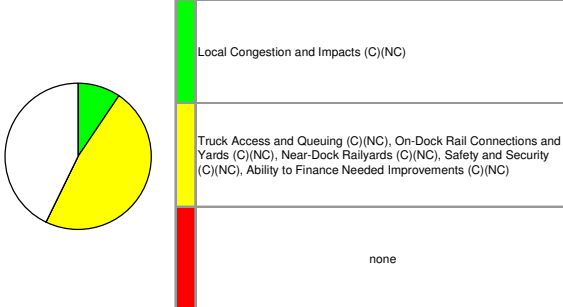 Local Congestion and Impacts (C)(NC)
Truck Access and Queuing (C)(NC), On-Dock Rail Connections and
Yards (C)(NC), Near-Dock Railyards (C)(NC), Safety and Security
(C)(NC), Ability to Finance Needed Improvements (C)(NC)
none